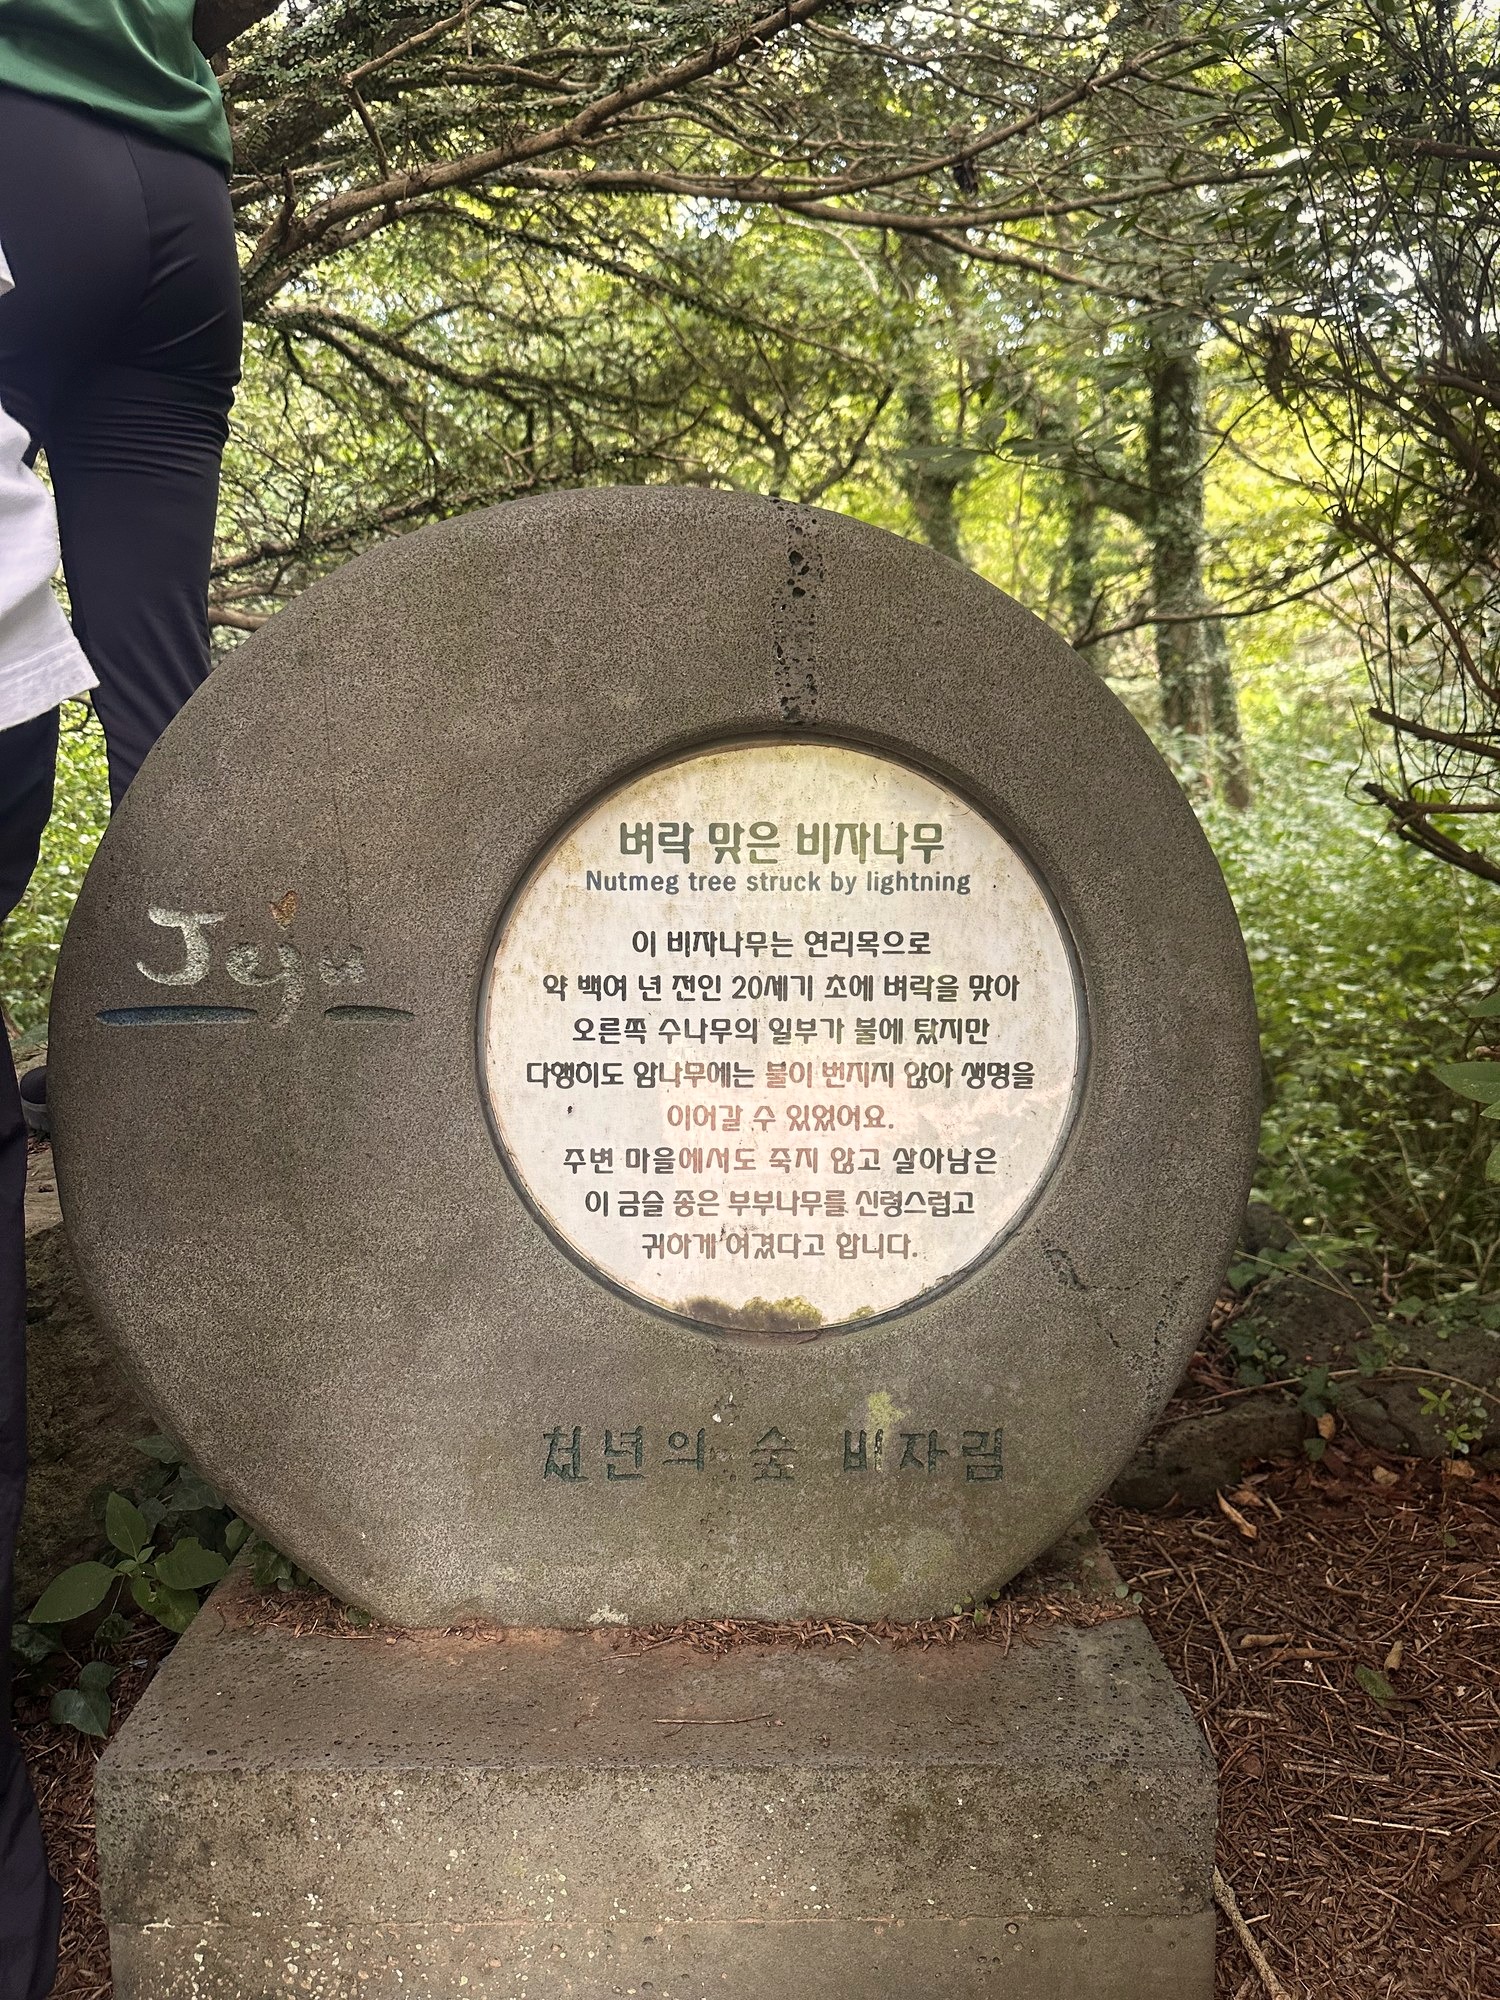 벼락 맞은 비자나무
Nutmeg tree struck by lightning
이 비자나무는 연리목으로
약 백여 년 전인 20세기 초에 벼락을 맞아
오른쪽 수나무의 일부가 불에 탔지만
다행히도 암나무에는 불이 번지지 않아 생명을
이어갈 수 있었어요.
주변 마을에서도 죽지 않고 살아남은
이 금슬 좋은 부부나무를 신령스럽고
귀하게 여겼다고 합니다.
Jeju
천년의 숲 비자림